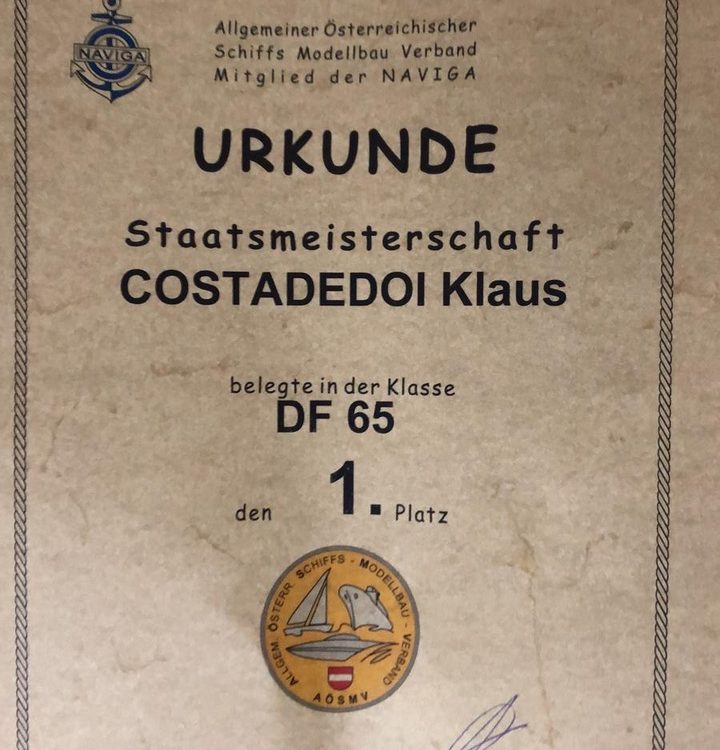 NAVIGA
Allgemeiner Österreichischer
Schiffs Modellbau Verband
Mitglied der NAVIGA
URKUNDE
Staatsmeisterschaft
COSTADEDOI Klaus
belegte in der Klasse
DF 65
den 1. Platz
ALLGEM. ÖSTERR. SCHIFFS - MODELLBAU - VERBAND
AÖSMV